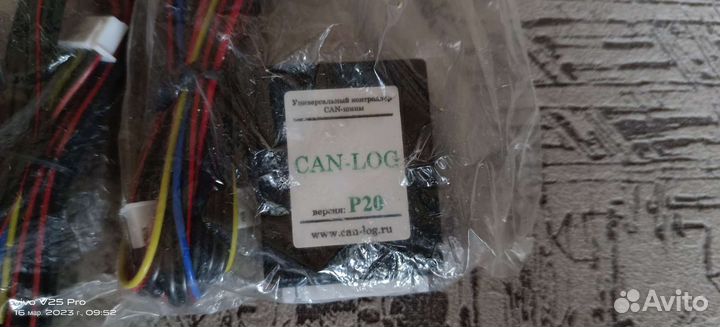 Универсальный контроллер
CAN-шины
CAN-LOG
версия: P20
www.can-log.ru
vivo V25 Pro
16 мар. 2023 г., 09:52
Avito